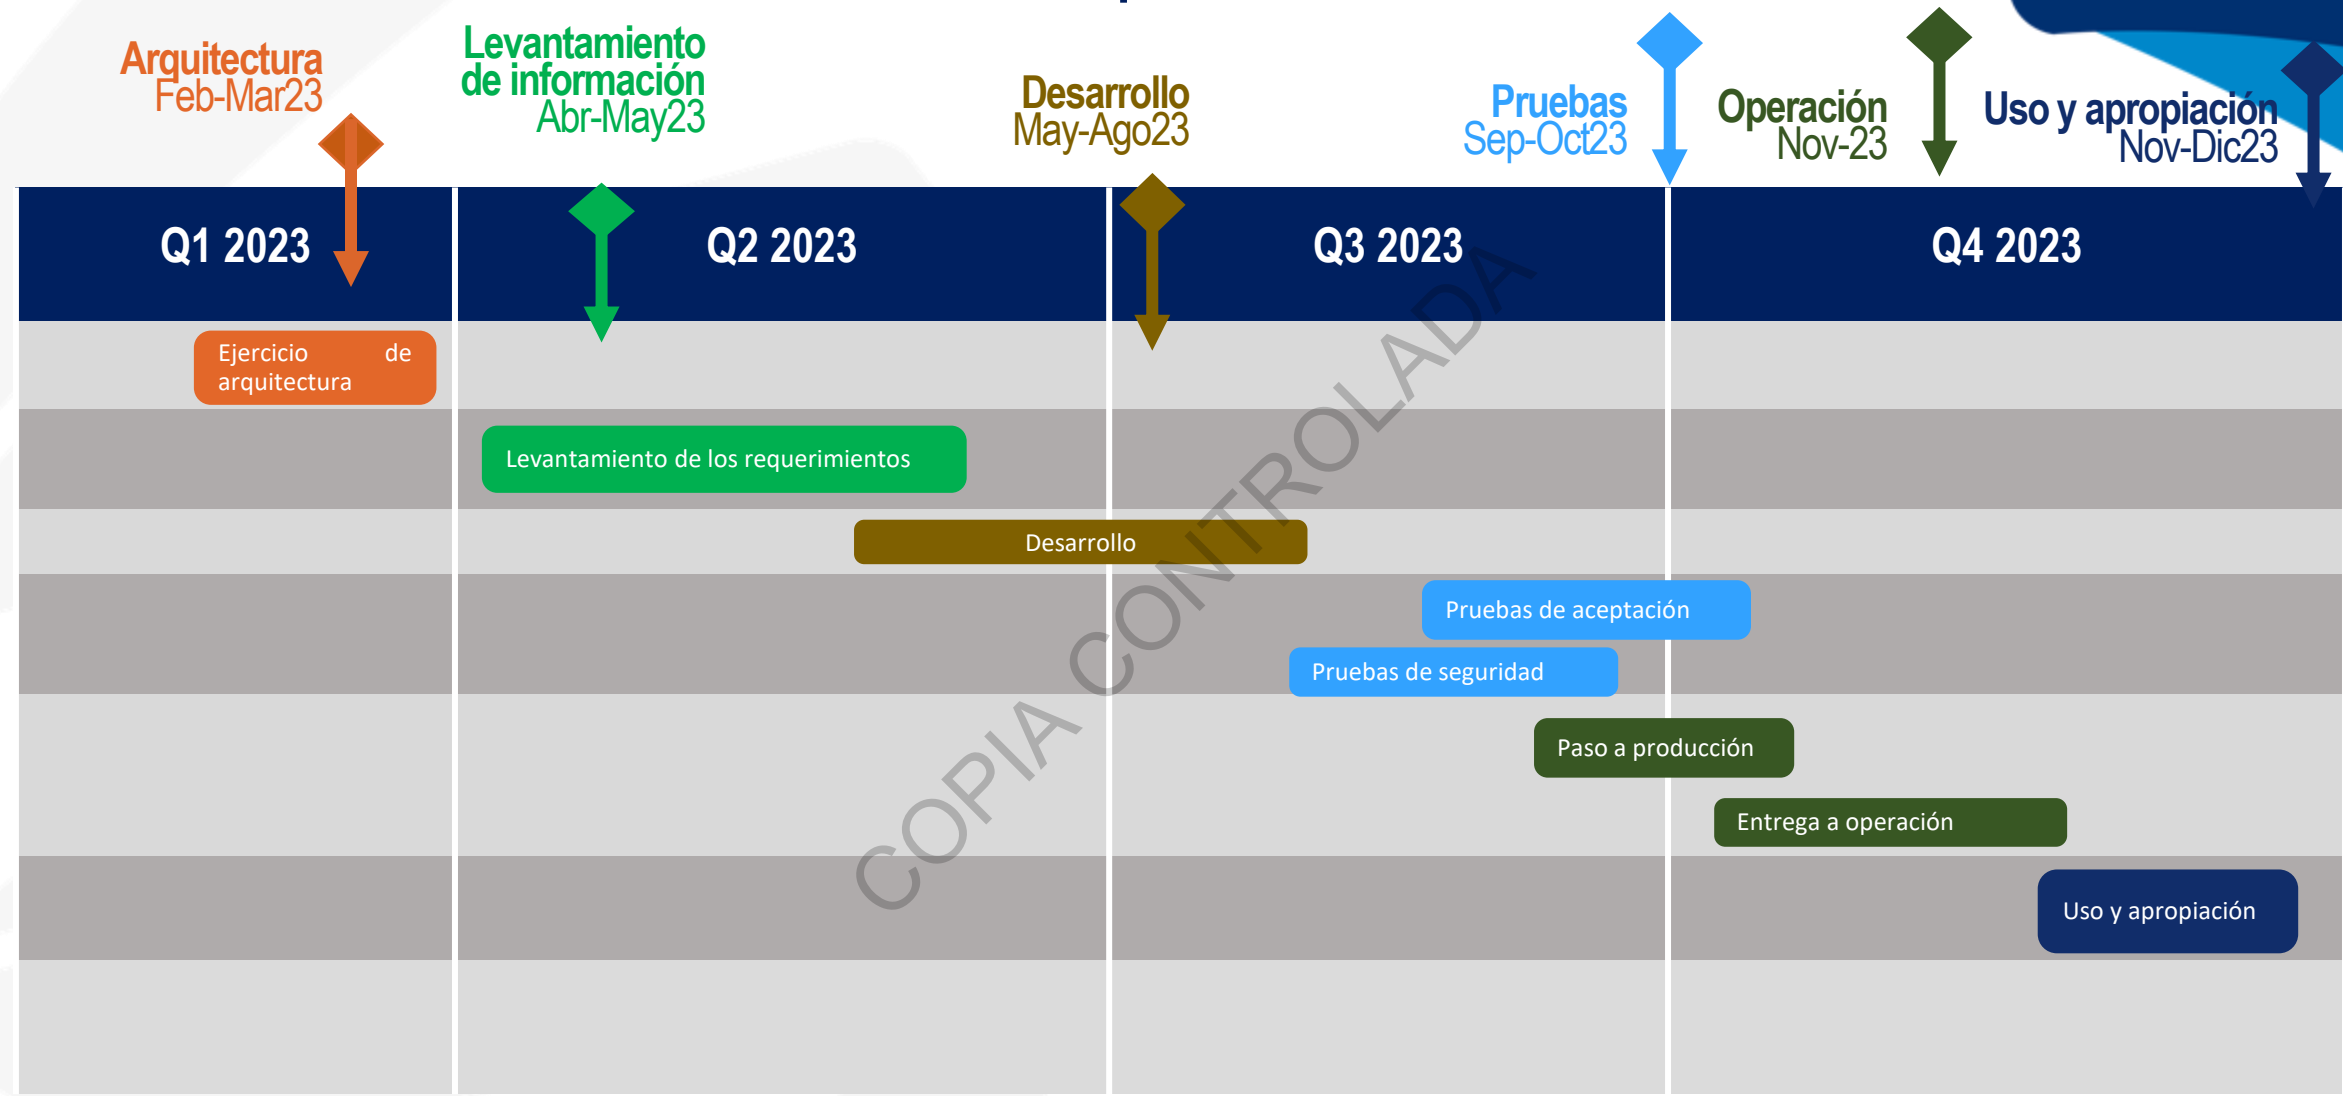 Arquitectura
Feb-Mar23
Levantamiento
de información
Abr-May23
Desarrollo
May-Ago23
Pruebas
Sep-Oct23
Operación
Nov-23
Uso y apropiación
Nov-Dic23
Q1 2023
Q2 2023
Q3 2023
Q4 2023
Ejercicio de
arquitectura
Levantamiento de los requerimientos
Desarrollo
Pruebas de aceptación
Pruebas de seguridad
Paso a producción
Entrega a operación
Uso y apropiación
COPIA CONTROLADA